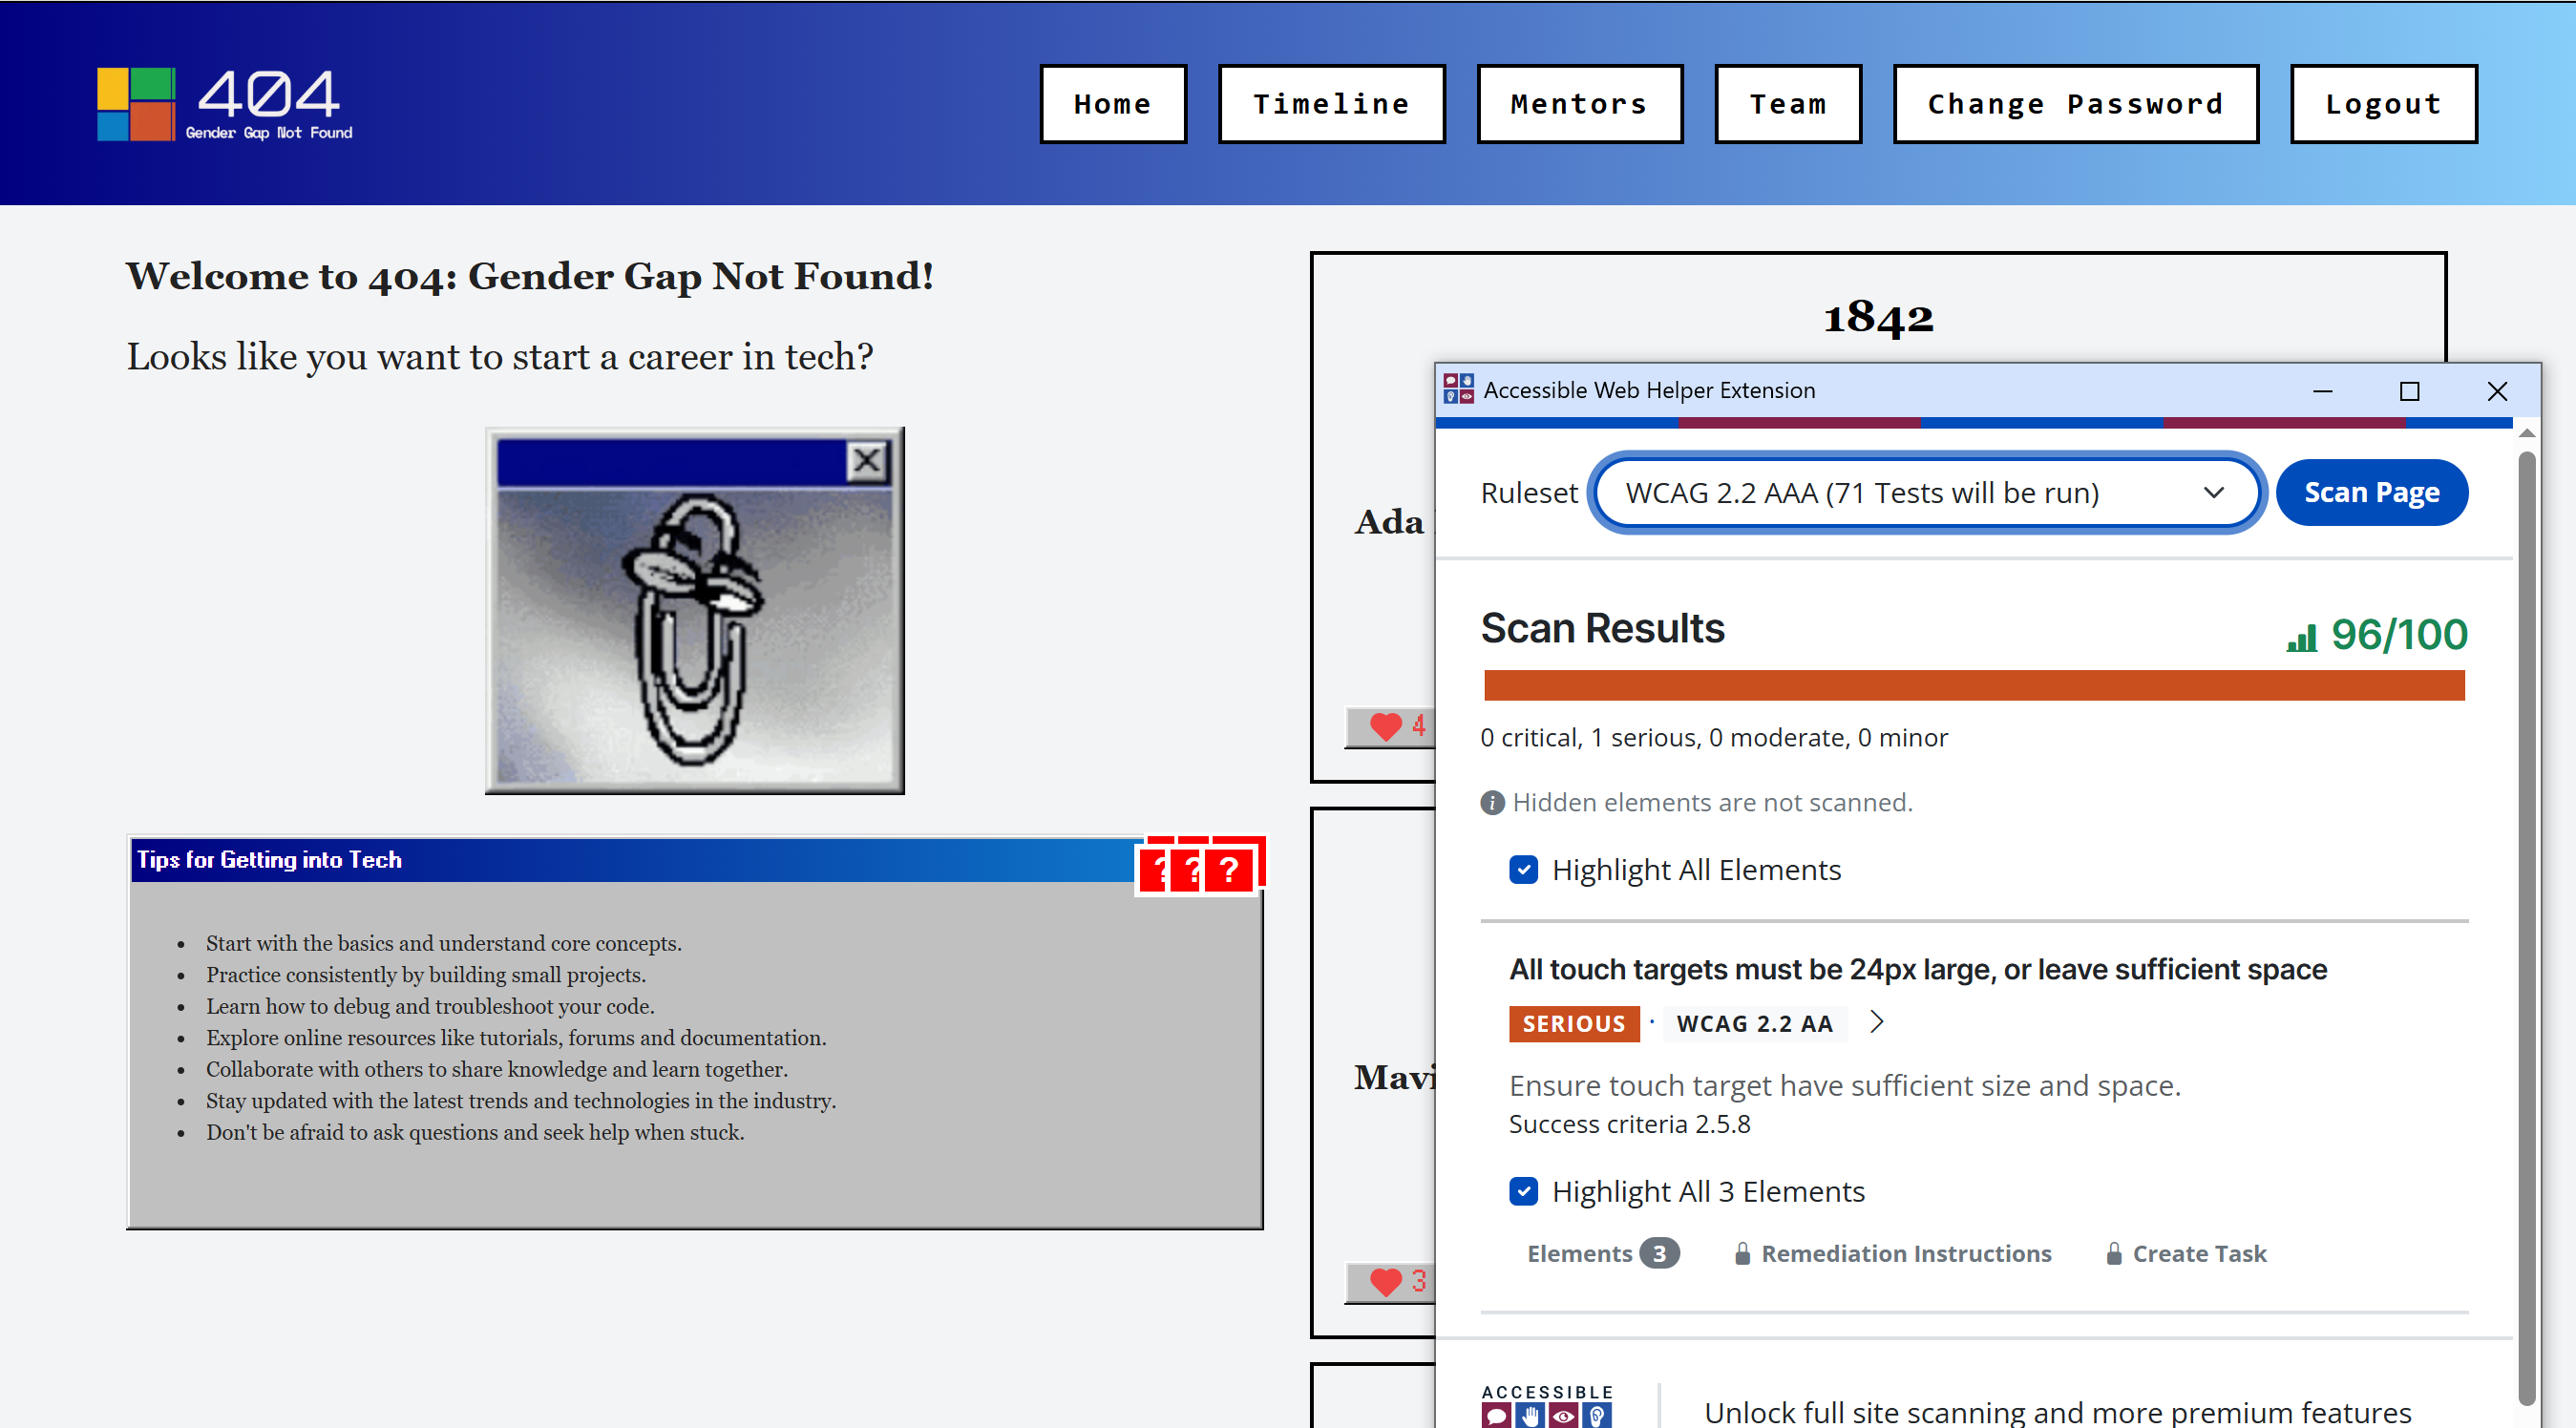 404
Gender Gap Not Found
Home
Timeline
Mentors
Team
Change Password
Logout
Welcome to 404: Gender Gap Not Found!
Looks like you want to start a career in tech?
Tips for Getting into Tech
? ? ?
Start with the basics and understand core concepts.
Practice consistently by building small projects.
Learn how to debug and troubleshoot your code.
Explore online resources like tutorials, forums and documentation.
Collaborate with others to share knowledge and learn together.
Stay updated with the latest trends and technologies in the industry.
Don't be afraid to ask questions and seek help when stuck.
1842
Ada
4
3
Accessible Web Helper Extension
Ruleset
WCAG 2.2 AAA (71 Tests will be run)
Scan Page
Scan Results
96/100
0 critical, 1 serious, 0 moderate, 0 minor
Hidden elements are not scanned.
Highlight All Elements
All touch targets must be 24px large, or leave sufficient space
SERIOUS · WCAG 2.2 AA
Ensure touch target have sufficient size and space.
Success criteria 2.5.8
Highlight All 3 Elements
Elements 3
Remediation Instructions
Create Task
ACCESSIBLE
Unlock full site scanning and more premium features